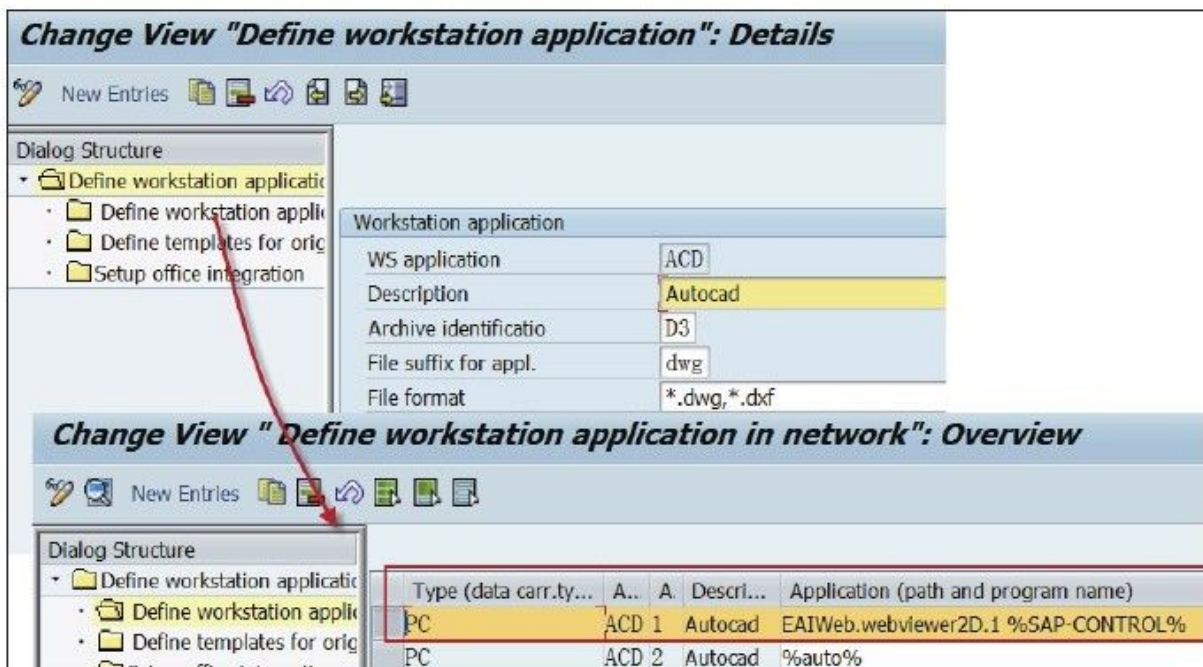 Change View "Define workstation application": Details
New Entries
Dialog Structure
Define workstation applicatio
Define workstation applic
Define templates for orig
Setup office integration
Workstation application
WS application ACD
Description Autocad
Archive identificatio D3
File suffix for appl. dwg
File format *.dwg,*.dxf
Change View " Define workstation application in network": Overview
New Entries
Dialog Structure
Define workstation applicatic
Define workstation applic
Define templates for orig
Type (data carr.ty... A... A. Descri... Application (path and program name)
PC ACD 1 Autocad EAIWeb.webviewer2D.1 %SAP-CONTROL%
PC ACD 2 Autocad %auto%